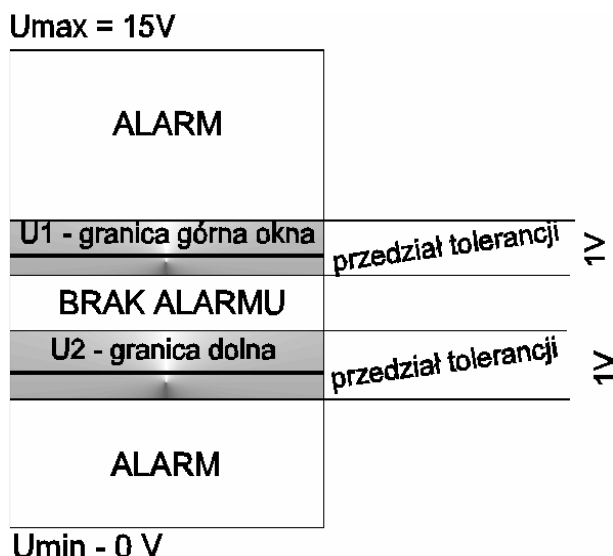 Umax = 15V
ALARM
U1 - granica górna okna
przedział tolerancji
1V
BRAK ALARMU
U2 - granica dolna
przedział tolerancji
1V
ALARM
Umin - 0 V